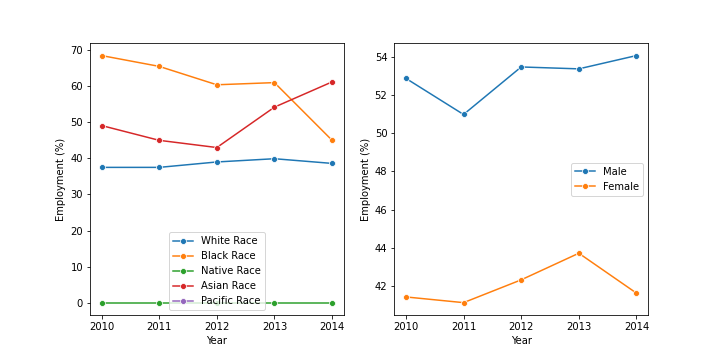 70
60
50
40
30
20
10
0
Employment (%)
2010 2011 2012 2013 2014
Year
White Race
Black Race
Native Race
Asian Race
Pacific Race
54
52
50
48
46
44
42
Employment (%)
2010 2011 2012 2013 2014
Year
Male
Female